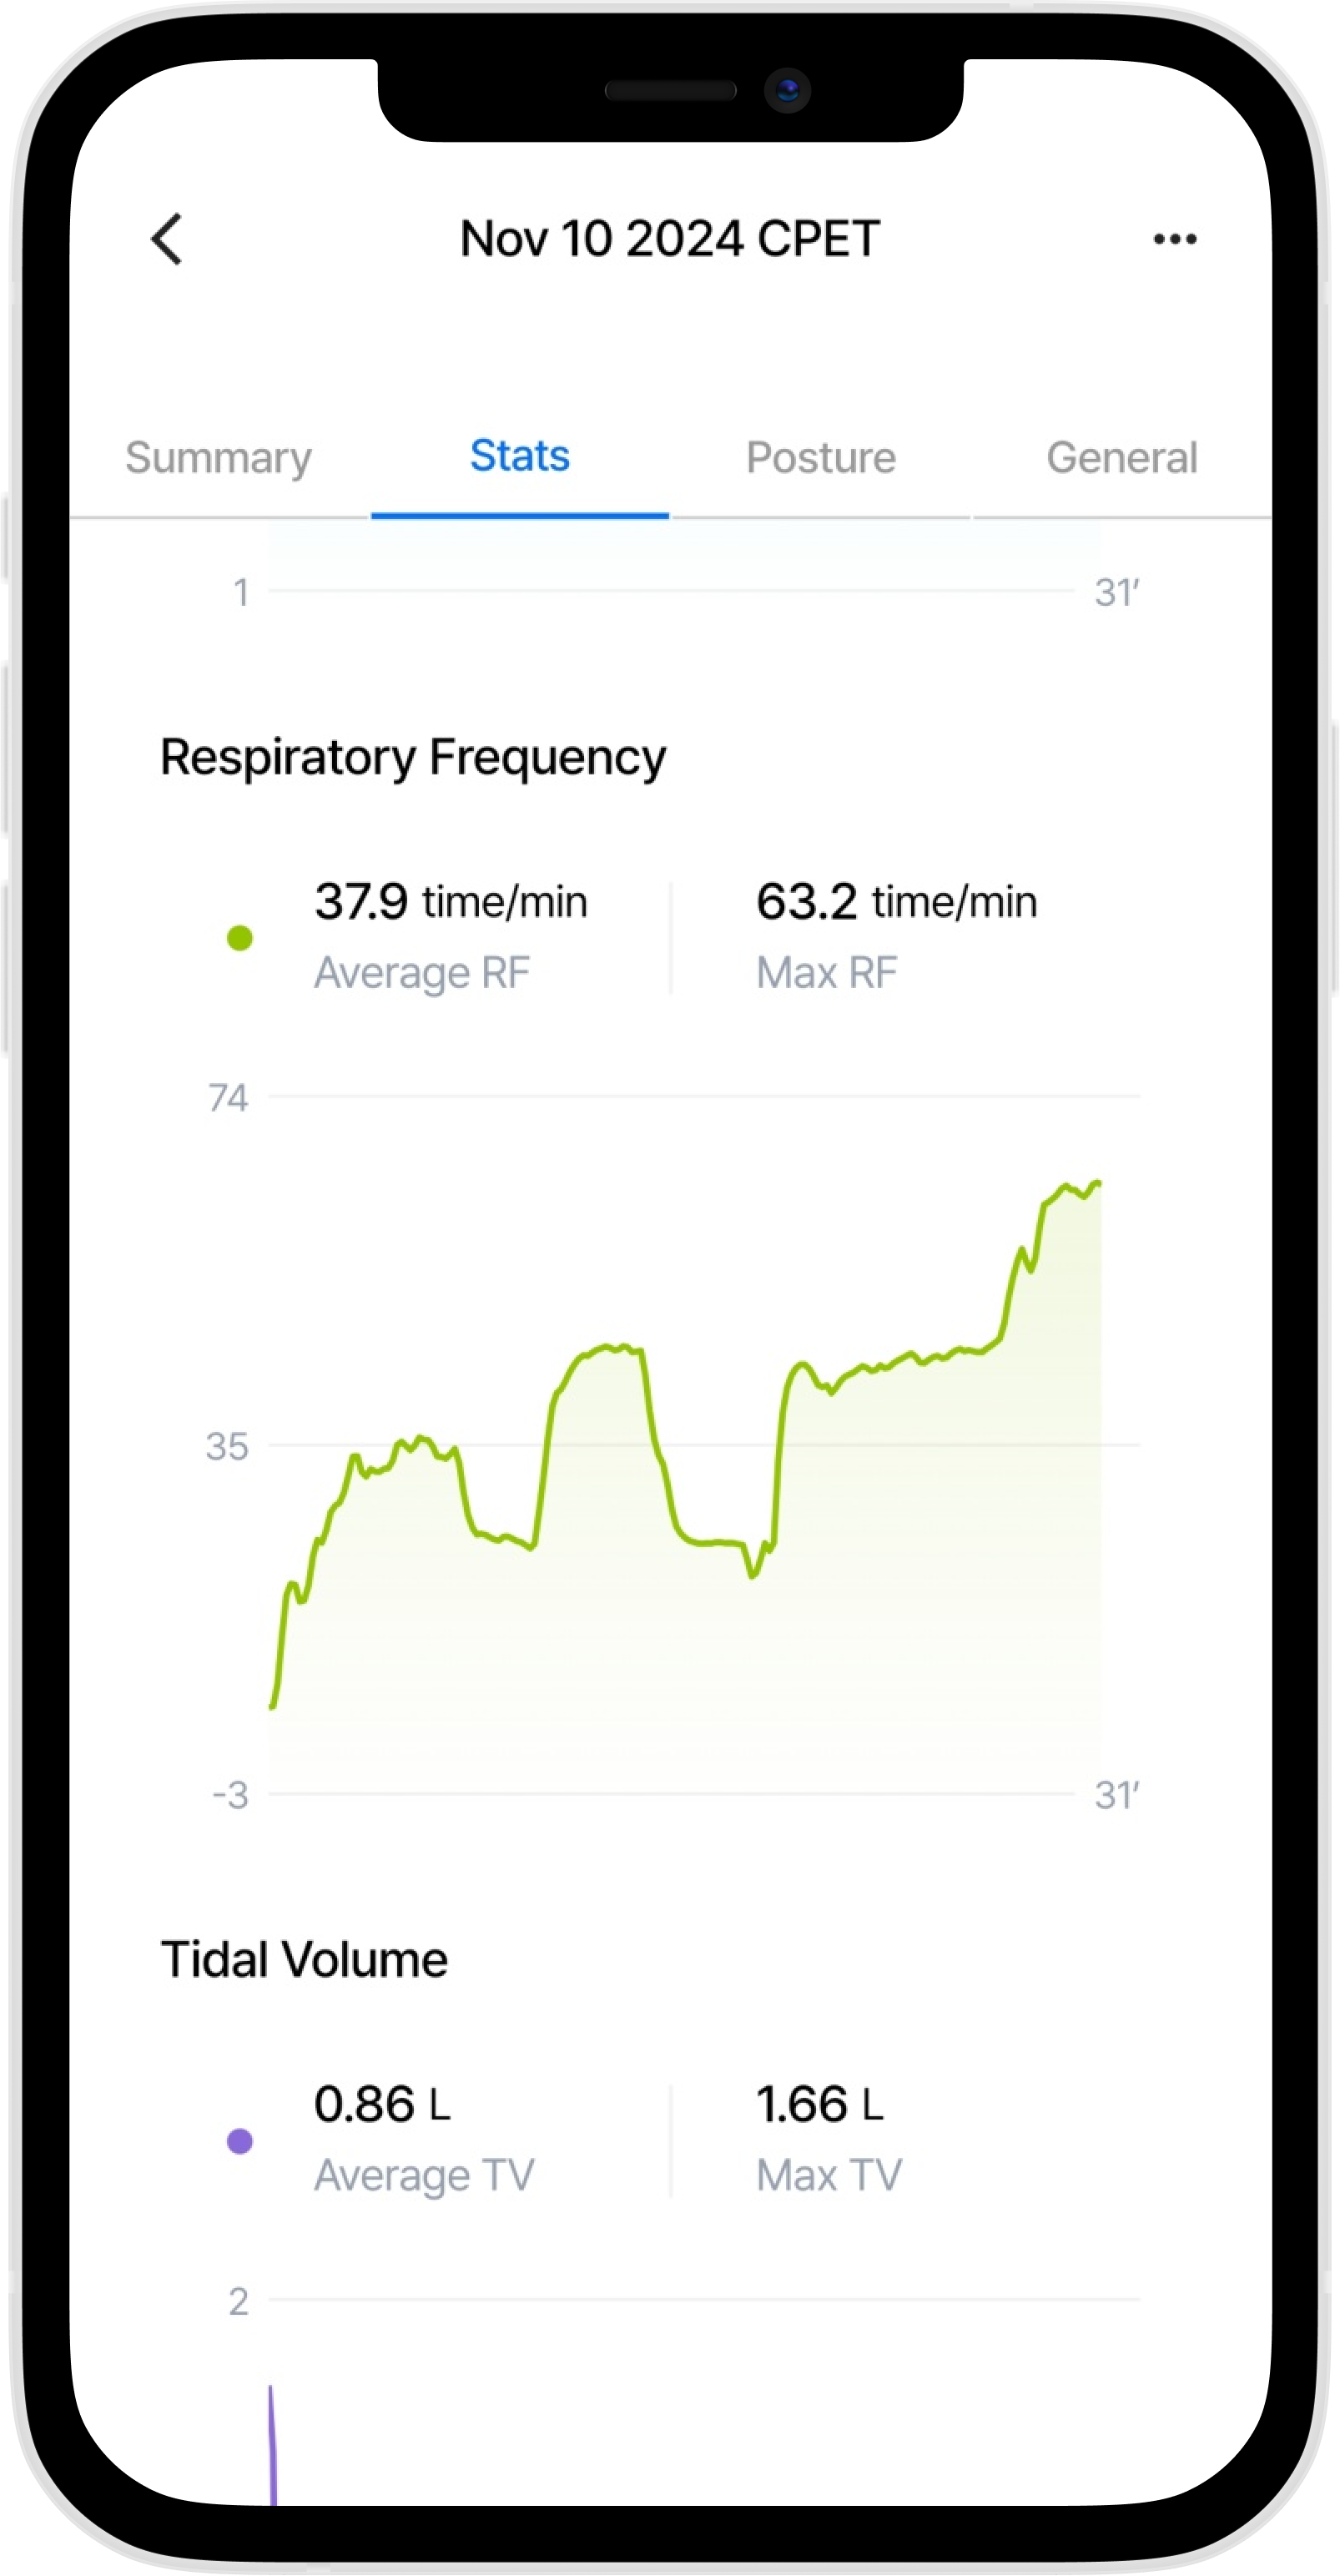 Nov 10 2024 CPET
Summary Stats Posture General
1 31′
Respiratory Frequency
37.9 time/min 63.2 time/min
Average RF Max RF
74
35
-3 31′
Tidal Volume
0.86 L 1.66 L
Average TV Max TV
2